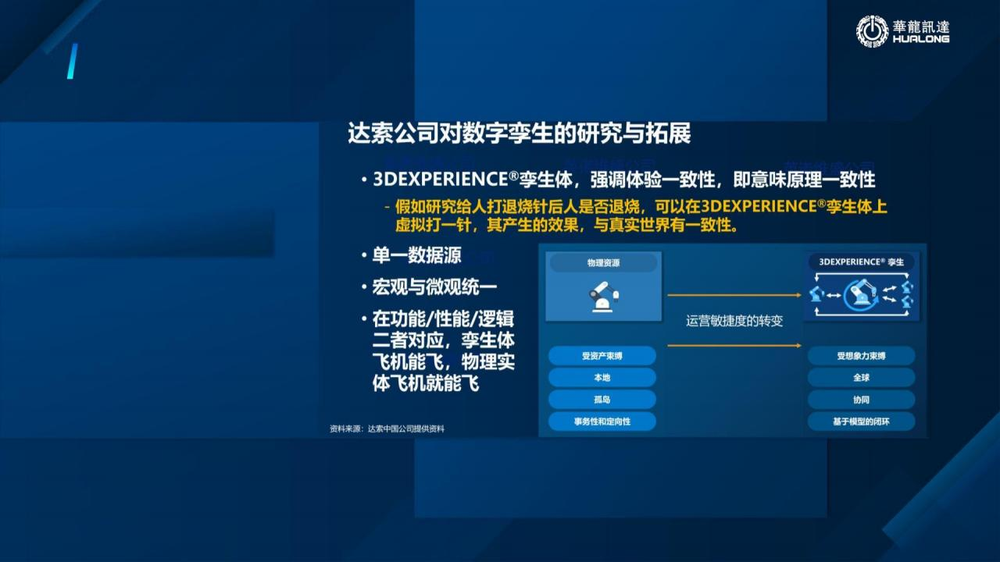 華龍訊達
HUALONG
达索公司对数字孪生的研究与拓展
• 3DEXPERIENCE®孪生体，强调体验一致性，即意味原理一致性
- 假如研究给人打退烧针后人是否退烧，可以在3DEXPERIENCE®孪生体上
虚拟打一针，其产生的效果，与真实世界有一致性。
• 单一数据源
• 宏观与微观统一
• 在功能/性能/逻辑
二者对应，孪生体
飞机能飞，物理实
体飞机就能飞
物理资源
3DEXPERIENCE® 孪生
运营敏捷度的转变
受资产束缚
受想象力束缚
本地
全球
孤岛
协同
事务性和定向性
基于模型的闭环
资料来源：达索中国公司提供资料